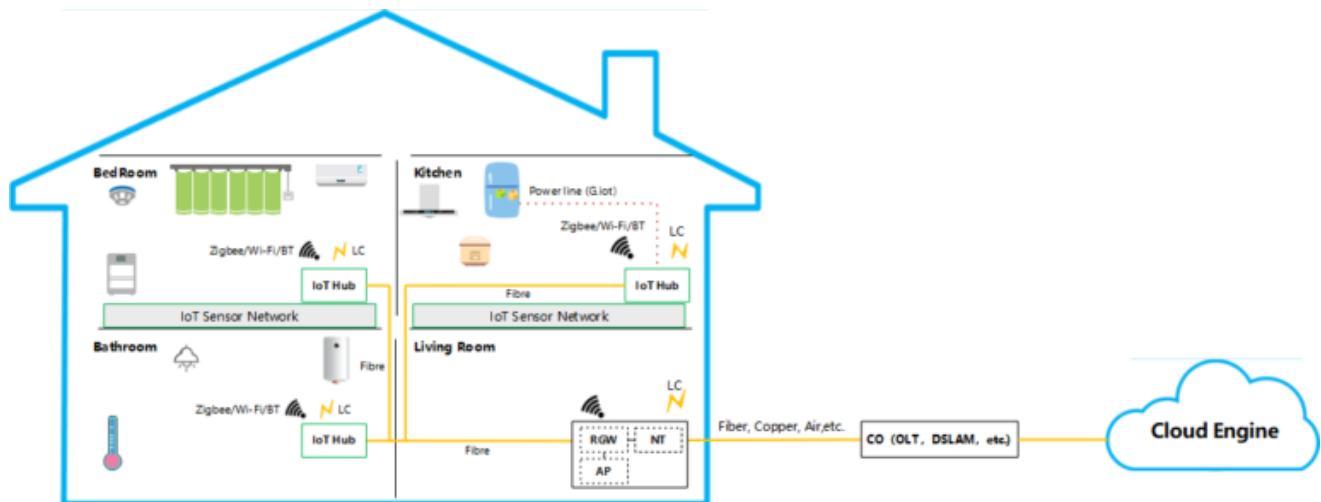 Bed Room
Kitchen
Power line (G.iot)
Zigbee/Wi-Fi/BT
LC
Zigbee/Wi-Fi/BT
LC
IoT Hub
Fibre
IoT Hub
IoT Sensor Network
IoT Sensor Network
Bathroom
Living Room
Fibre
LC
Zigbee/Wi-Fi/BT
LC
Fiber, Copper, Air,etc.
Cloud Engine
IoT Hub
Fibre
RGW
NT
CO (OLT, DSLAM, etc.)
AP